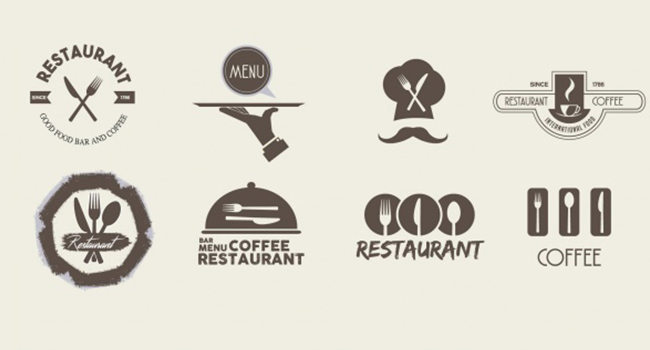 RESTAURANT
SINCE 1786
GOOD FOOD BAR AND COFFEE
MENU
SINCE 1786
RESTAURANT COFFEE
INTERNATIONAL FOOD
Restaurant
BAR
MENU COFFEE
RESTAURANT
RESTAURANT
COFFEE